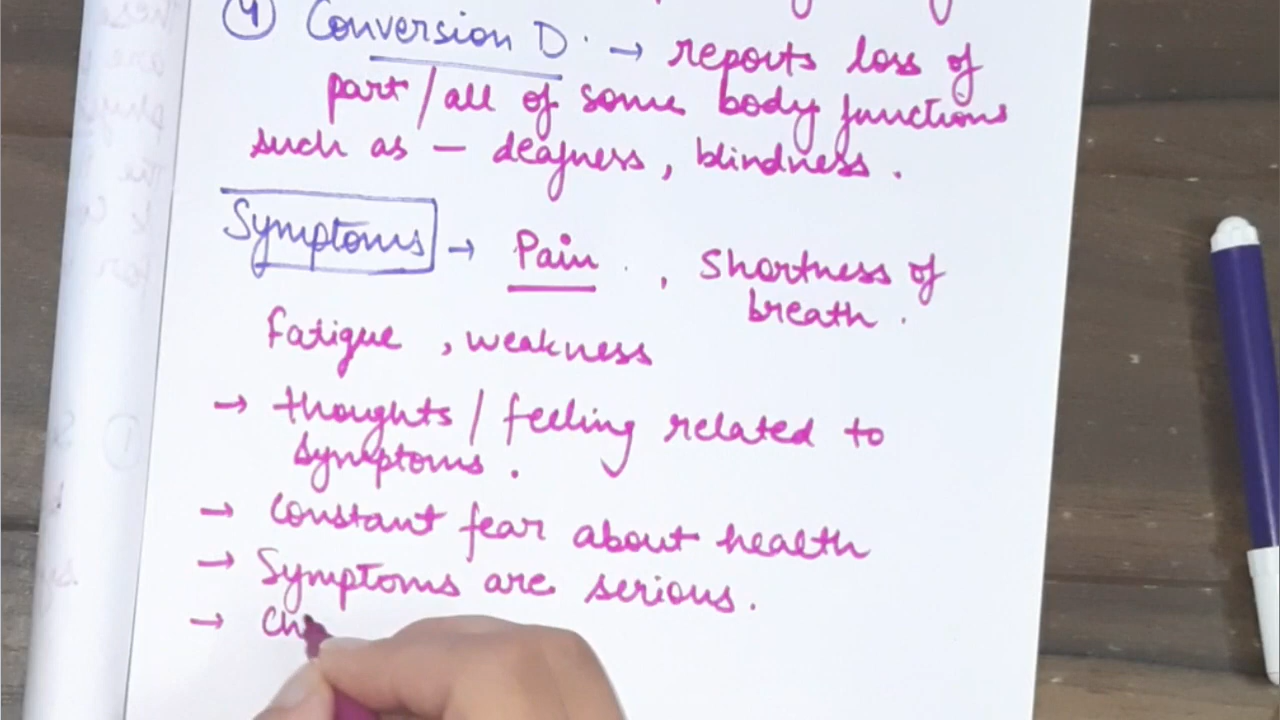 4 Conversion D. → reports loss of
part / all of some body functions
such as — deafness, blindness.
Symptoms → Pain , Shortness of
breath.
Fatigue , weakness
→ thoughts / feeling related to
symptoms.
→ Constant fear about health
→ Symptoms are serious.
→ Ch